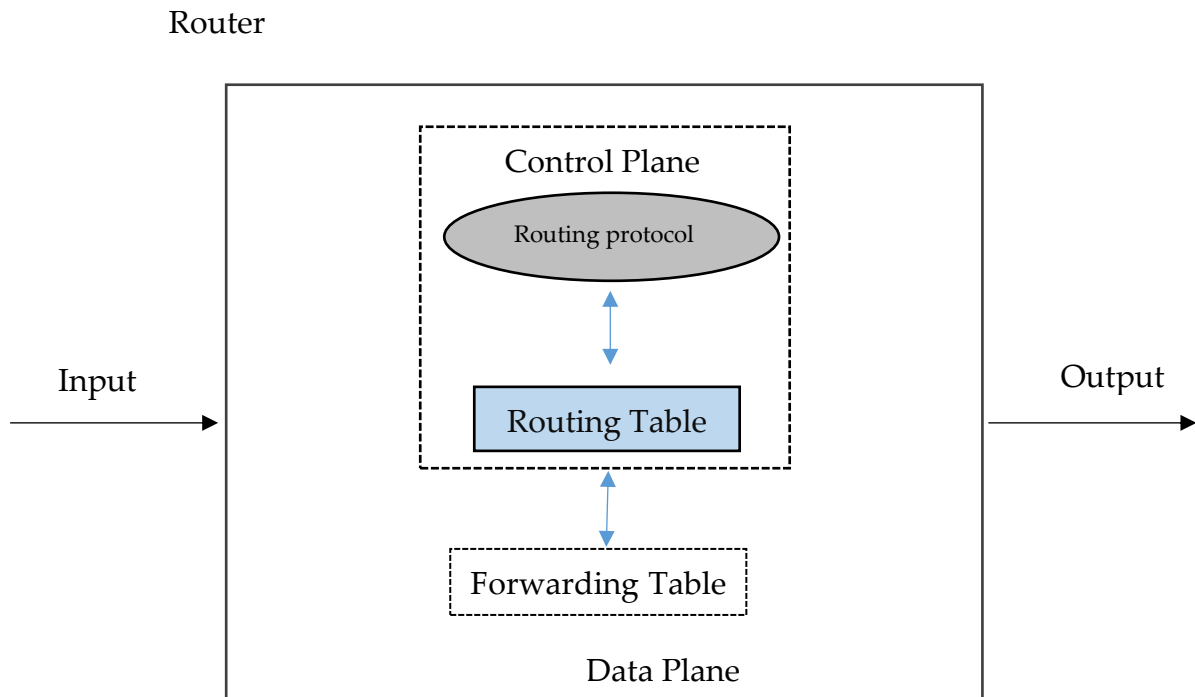 Router
Control Plane
Routing protocol
Input
Output
Routing Table
Forwarding Table
Data Plane